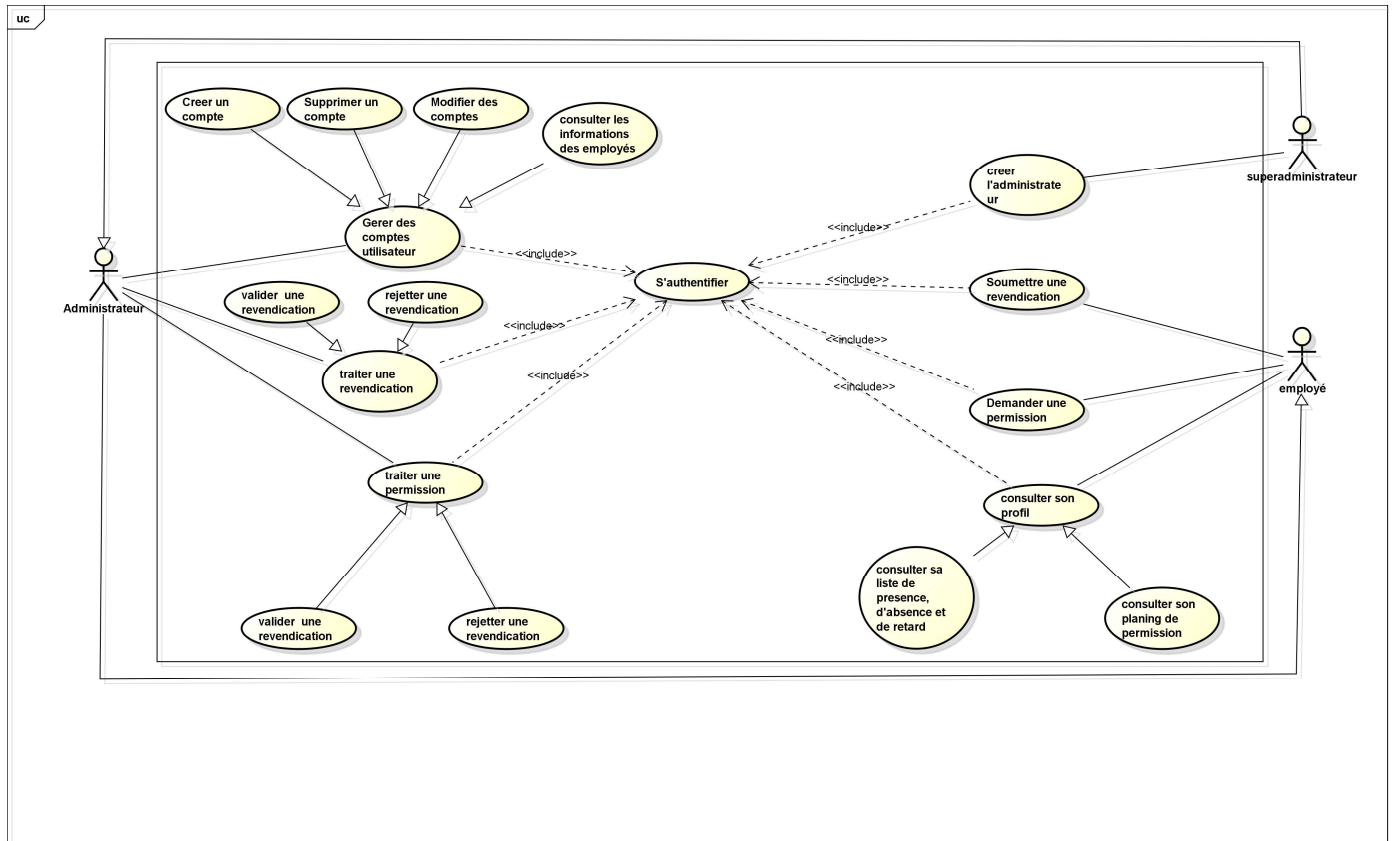 uc
Creer un
compte
Supprimer un
compte
Modifier des
comptes
consulter les
informations
des employés
creer
l'administrate
ur
superadministrateur
Gerer des
comptes
utilisateur
<<include>>
<<include>>
Administrateur
valider  une
revendication
rejetter une
revendication
S'authentifier
<<include>>
Soumettre une
revendication
<<include>>
<<include>>
traiter une
revendication
<<include>>
<<include>>
employé
Demander une
permission
traiter une
permission
consulter son
profil
consulter sa
liste de
presence,
d'absence et
de retard
consulter son
planing de
permission
valider  une
revendication
rejetter une
revendication